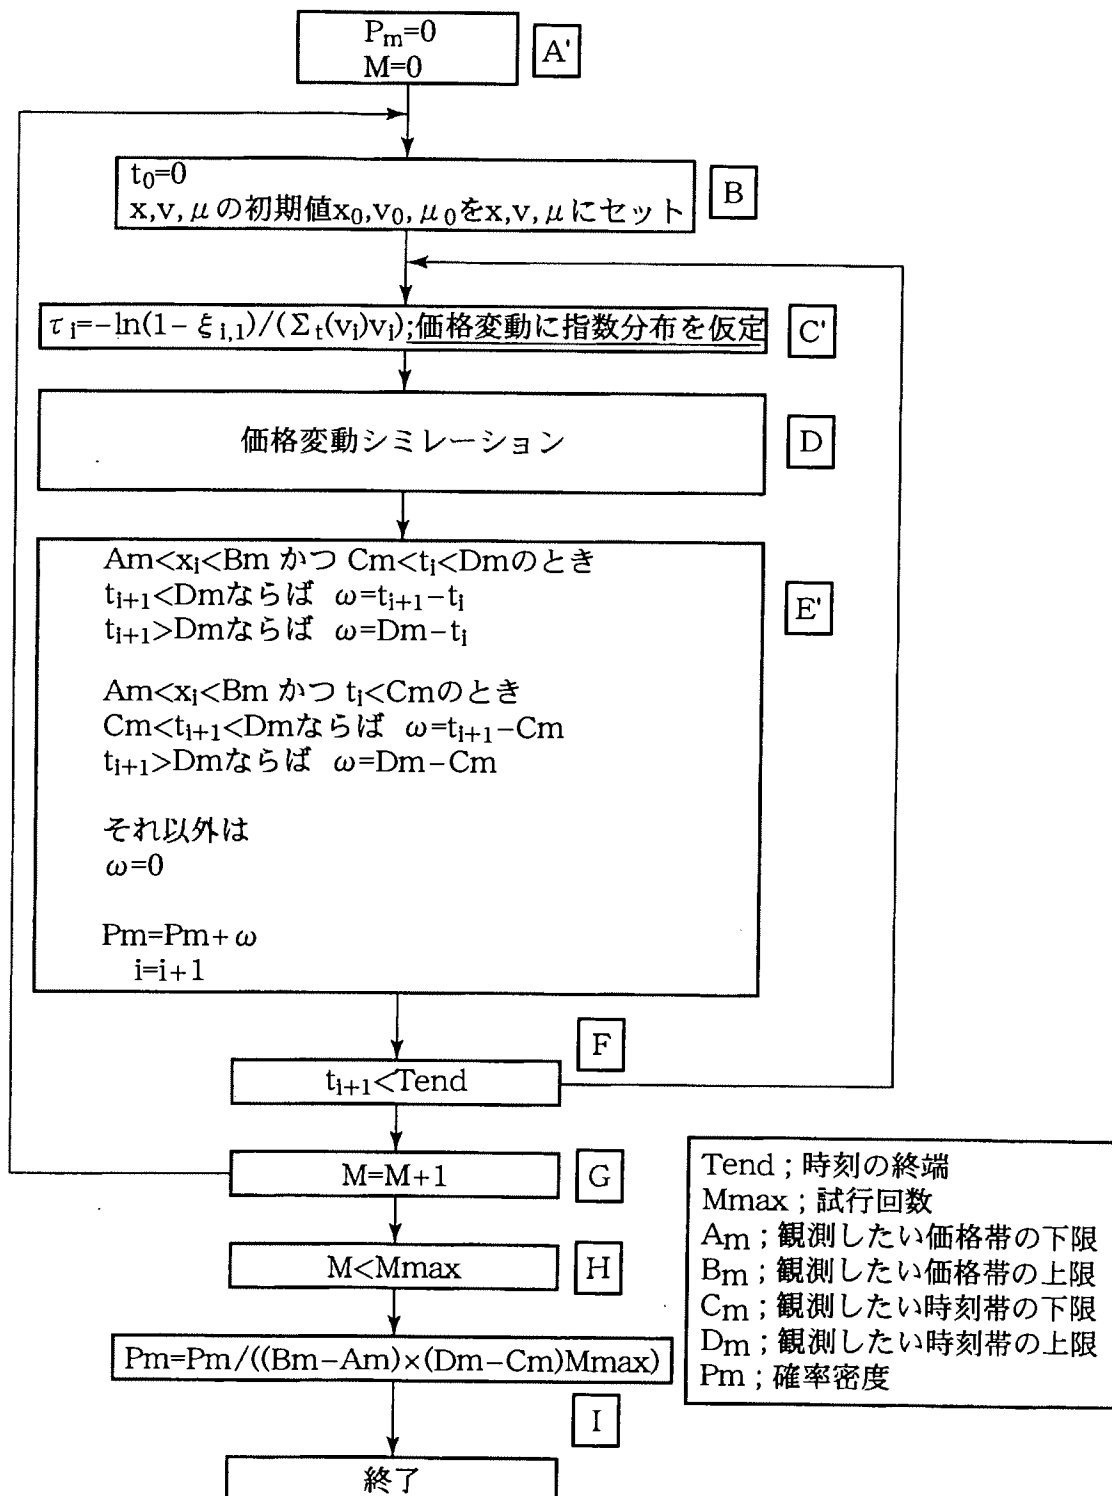 Pm=0
M=0
A'
t0=0
x,v,μの初期値x0,v0,μ0をx,v,μにセット
B
τi=-ln(1-ξi,1)/(Σt(vi)vi);価格変動に指数分布を仮定
C'
価格変動シミレーション
D
Am<xi<Bm かつ Cm<ti<Dmのとき
ti+1<Dmならば ω=ti+1-ti
ti+1>Dmならば ω=Dm-ti
E'
Am<xi<Bm かつ ti<Cmのとき
Cm<ti+1<Dmならば ω=ti+1-Cm
ti+1>Dmならば ω=Dm-Cm
それ以外は
ω=0
Pm=Pm+ω
i=i+1
F
ti+1<Tend
M=M+1
G
M<Mmax
H
Pm=Pm/((Bm-Am)×(Dm-Cm)Mmax)
I
終了
Tend ; 時刻の終端
Mmax ; 試行回数
Am ; 観測したい価格帯の下限
Bm ; 観測したい価格帯の上限
Cm ; 観測したい時刻帯の下限
Dm ; 観測したい時刻帯の上限
Pm ; 確率密度